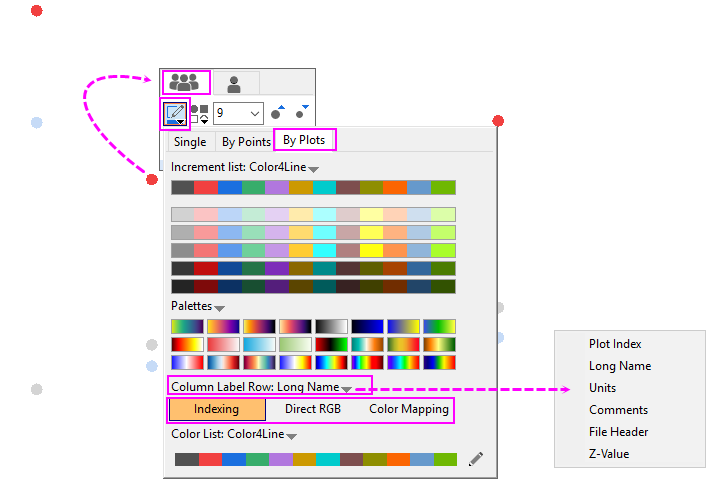 9
Single By Points By Plots
Increment list: Color4Line
Palettes
Column Label Row: Long Name
Indexing Direct RGB Color Mapping
Color List: Color4Line
Plot Index
Long Name
Units
Comments
File Header
Z-Value